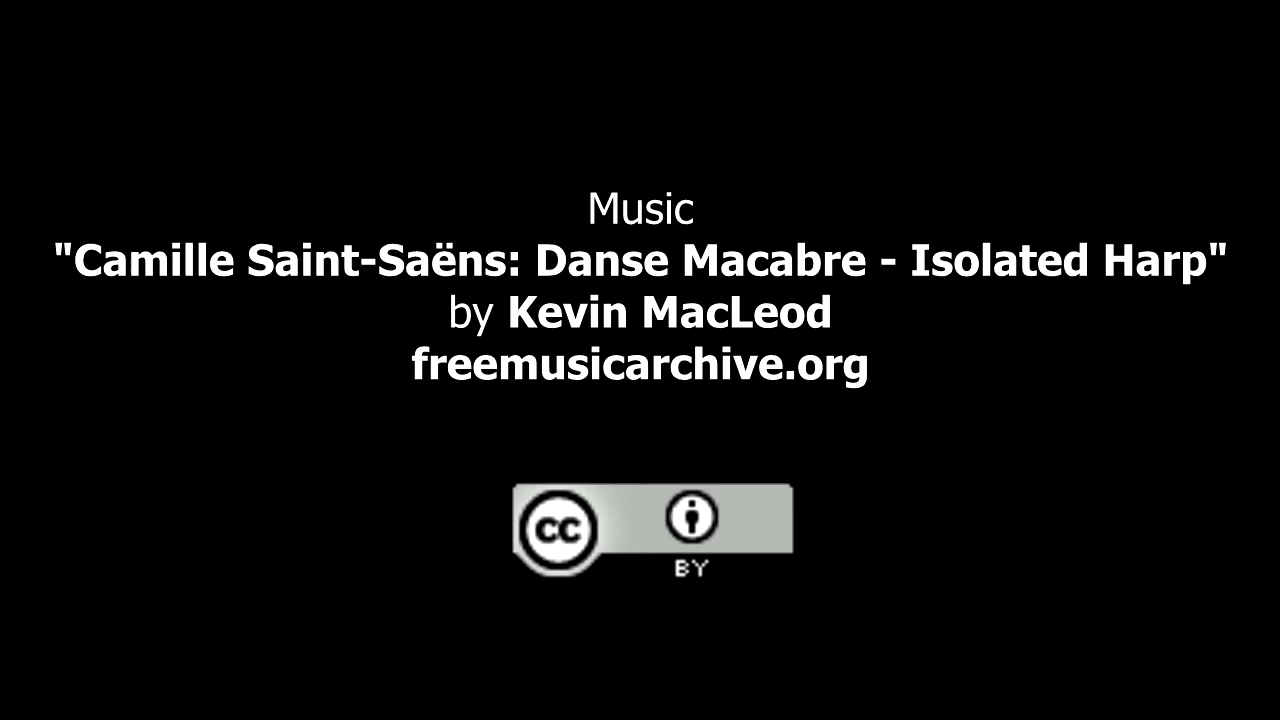 Music
"Camille Saint-Saëns: Danse Macabre - Isolated Harp"
by Kevin MacLeod
freemusicarchive.org
cc
BY